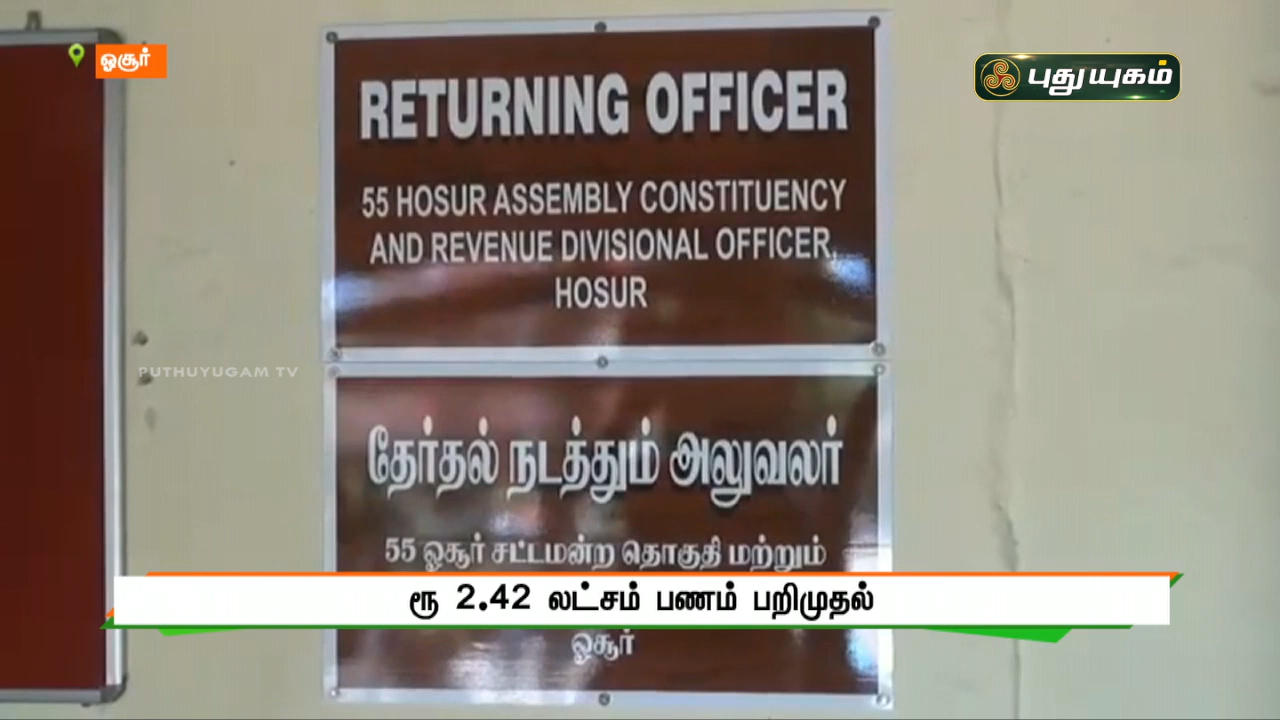 ஓசூர்
புதுயுகம்
RETURNING OFFICER
55 HOSUR ASSEMBLY CONSTITUENCY
AND REVENUE DIVISIONAL OFFICER,
HOSUR
PUTHUYUGAM TV
தேர்தல் நடத்தும் அலுவலர்
55 ஓசூர் சட்டமன்ற தொகுதி மற்றும்
ரூ 2.42 லட்சம் பணம் பறிமுதல்
ஓசூர்